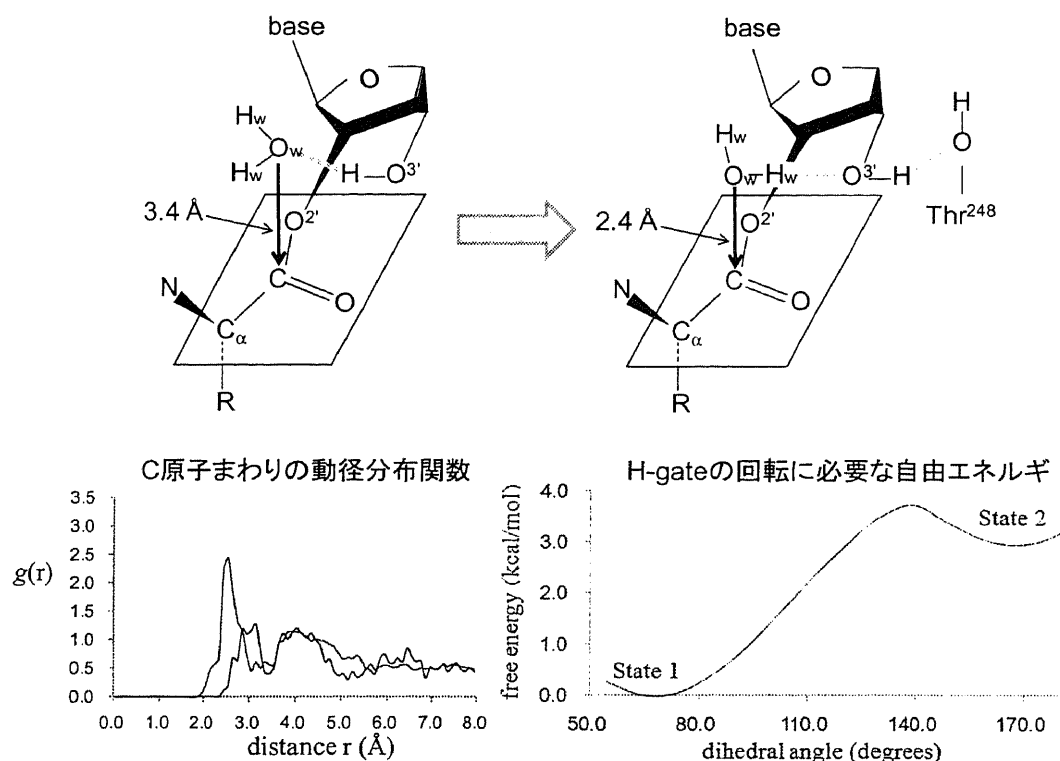 base
O
Hw
Ow
Hw
H
O3'
3.4 Å
O2'
C
N
O
Cα
R
base
O
H
Hw
O
Ow
Hw
O3'
H
Thr248
2.4 Å
O2'
C
N
O
Cα
R
C原子まわりの動径分布関数
3.5
3.0
2.5
2.0
1.5
1.0
0.5
0.0
g(r)
0.0 1.0 2.0 3.0 4.0 5.0 6.0 7.0 8.0
distance r (Å)
H-gateの回転に必要な自由エネルギ
4.0
3.0
2.0
1.0
0.0
free energy (kcal/mol)
State 1
State 2
50.0 80.0 110.0 140.0 170.0
dihedral angle (degrees)